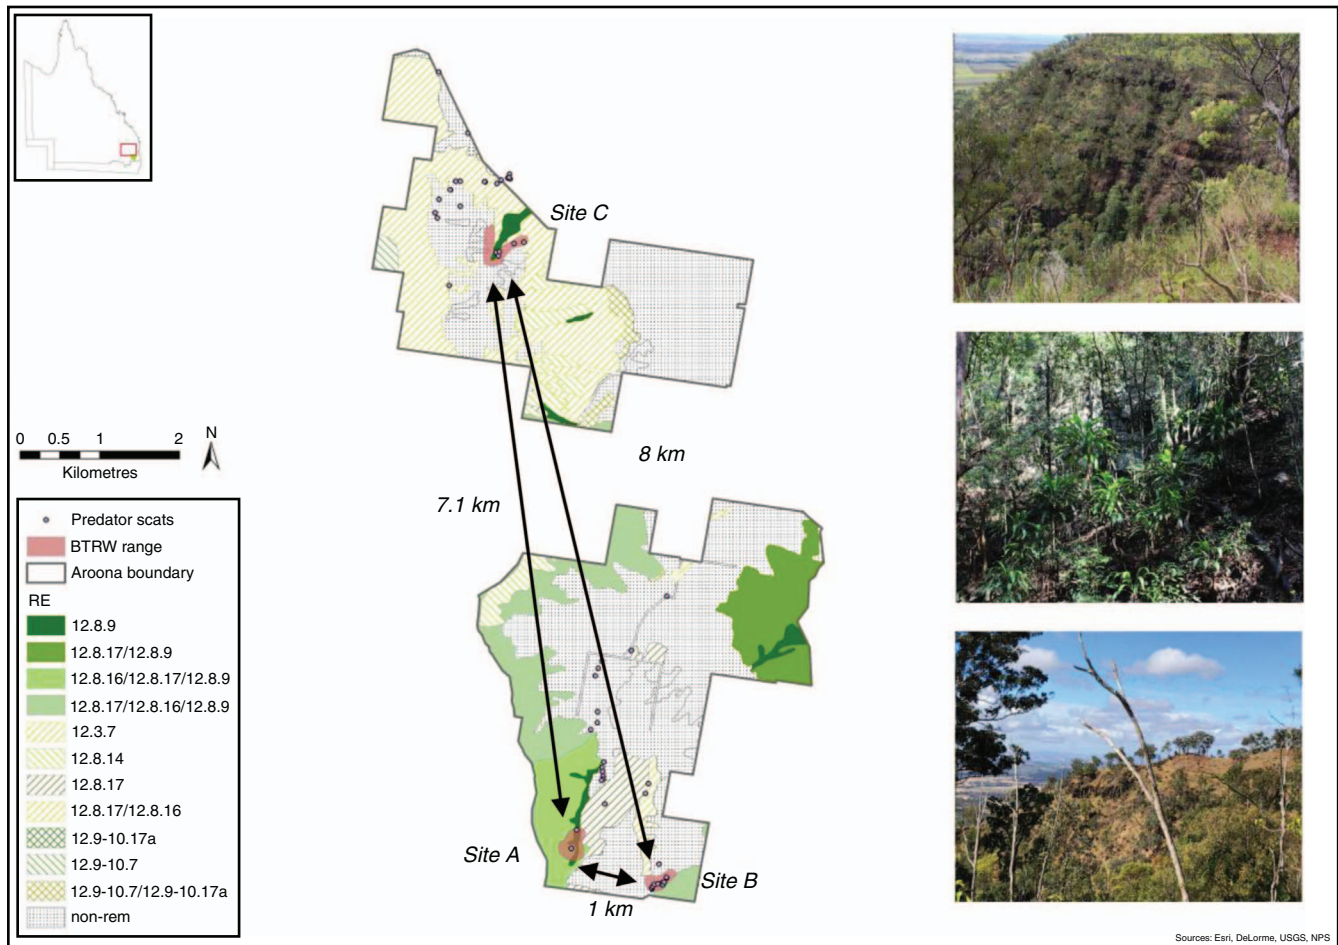 Site C
0 0.5 1 2
N
Kilometres
8 km
7.1 km
Predator scats
BTRW range
Aroona boundary
RE
12.8.9
12.8.17/12.8.9
12.8.16/12.8.17/12.8.9
12.8.17/12.8.16/12.8.9
12.3.7
12.8.14
12.8.17
12.8.17/12.8.16
12.9-10.17a
12.9-10.7
12.9-10.7/12.9-10.17a
non-rem
Site A
Site B
1 km
Sources: Esri, DeLorme, USGS, NPS